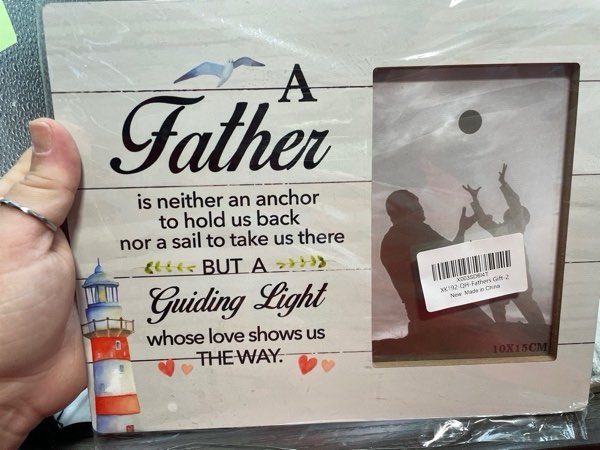 A
Father
is neither an anchor
to hold us back
nor a sail to take us there
BUT A
Guiding Light
whose love shows us
THE WAY.
XK192-QH-Fathers Gift-2
New Made in China
10X15CM